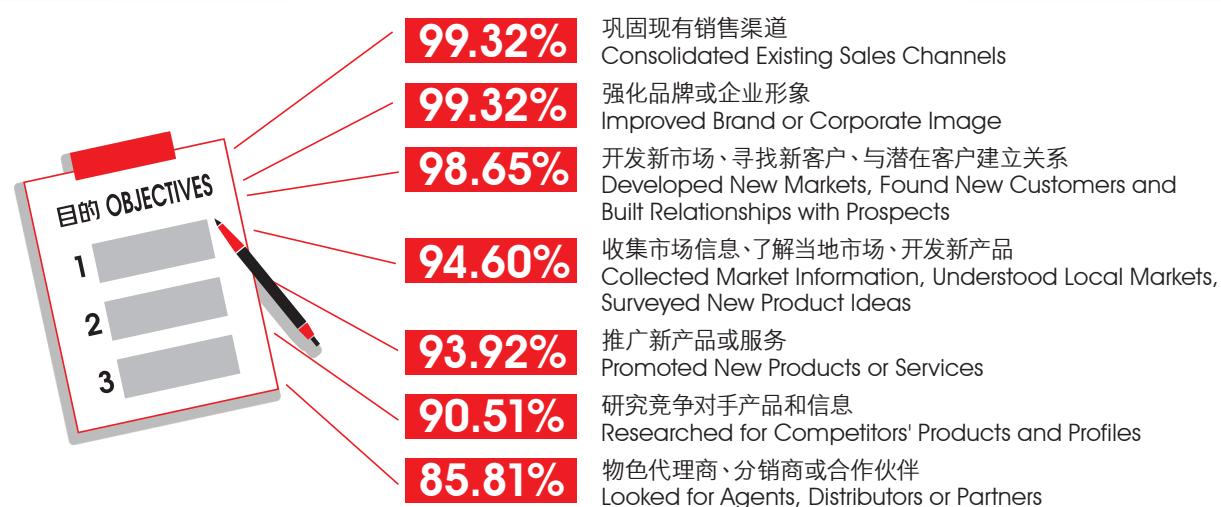 目的 OBJECTIVES
1
2
3
99.32%
巩固现有销售渠道
Consolidated Existing Sales Channels
99.32%
强化品牌或企业形象
Improved Brand or Corporate Image
98.65%
开发新市场、寻找新客户、与潜在客户建立关系
Developed New Markets, Found New Customers and
Built Relationships with Prospects
94.60%
收集市场信息、了解当地市场、开发新产品
Collected Market Information, Understood Local Markets,
Surveyed New Product Ideas
93.92%
推广新产品或服务
Promoted New Products or Services
90.51%
研究竞争对手产品和信息
Researched for Competitors' Products and Profiles
85.81%
物色代理商、分销商或合作伙伴
Looked for Agents, Distributors or Partners